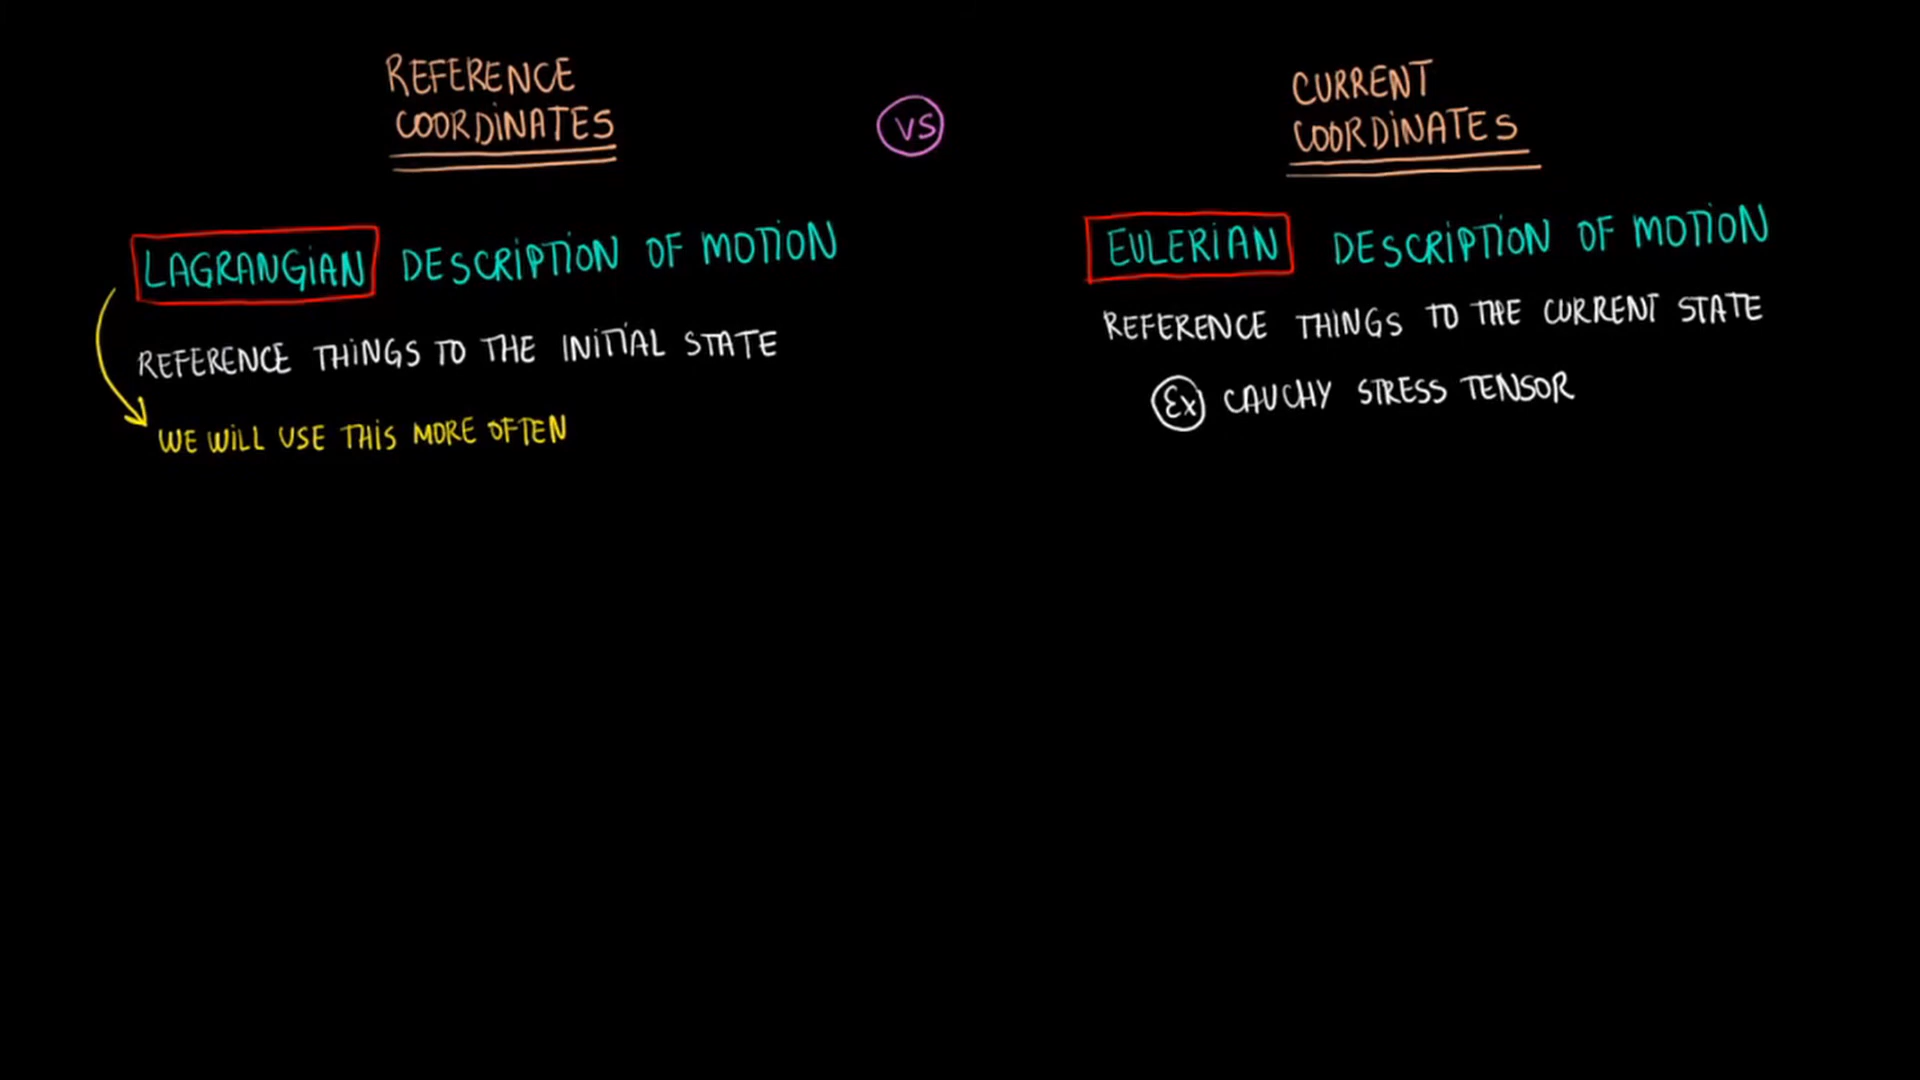 REFERENCE
COORDINATES
VS
CURRENT
COORDINATES
LAGRANGIAN DESCRIPTION OF MOTION
REFERENCE THINGS TO THE INITIAL STATE
WE WILL USE THIS MORE OFTEN
EULERIAN DESCRIPTION OF MOTION
REFERENCE THINGS TO THE CURRENT STATE
Ex CAUCHY STRESS TENSOR